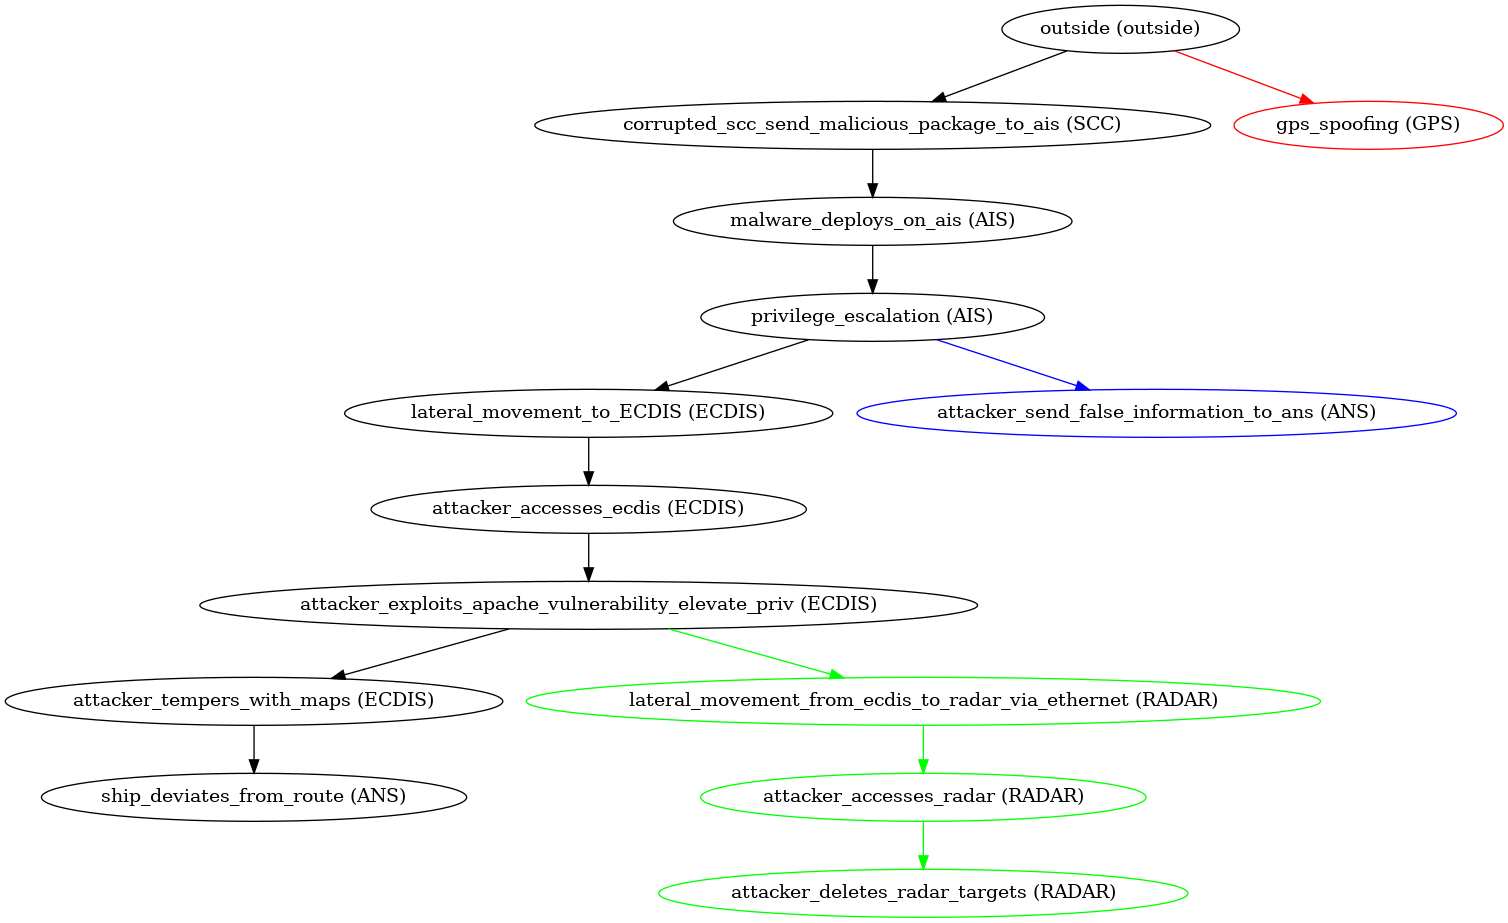 outside (outside)
corrupted_scc_send_malicious_package_to_ais (SCC)
gps_spoofing (GPS)
malware_deploys_on_ais (AIS)
privilege_escalation (AIS)
lateral_movement_to_ECDIS (ECDIS)
attacker_send_false_information_to_ans (ANS)
attacker_accesses_ecdis (ECDIS)
attacker_exploits_apache_vulnerability_elevate_priv (ECDIS)
attacker_tempers_with_maps (ECDIS)
lateral_movement_from_ecdis_to_radar_via_ethernet (RADAR)
ship_deviates_from_route (ANS)
attacker_accesses_radar (RADAR)
attacker_deletes_radar_targets (RADAR)